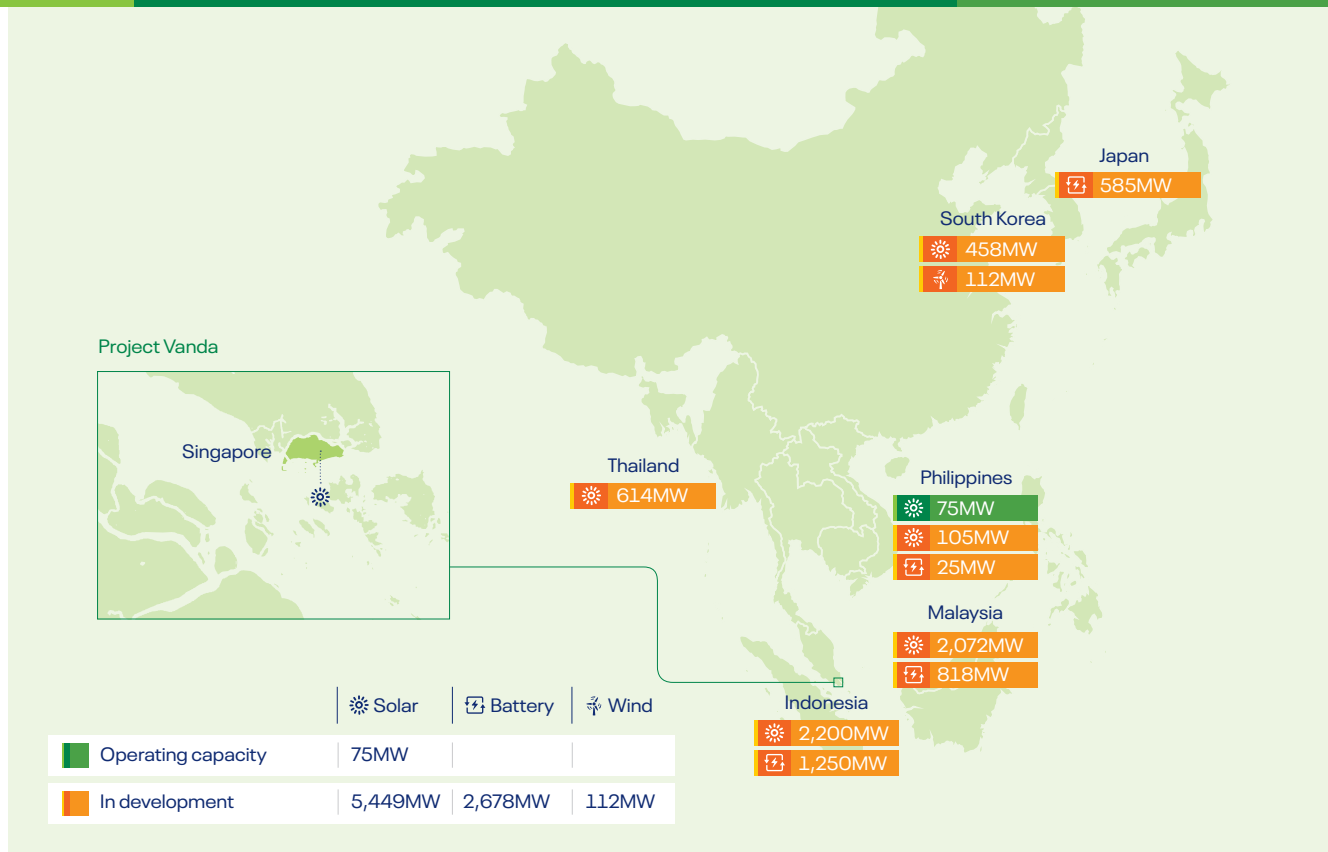 Japan
585MW
South Korea
458MW
112MW
Project Vanda
Singapore
Thailand
614MW
Philippines
75MW
105MW
25MW
Malaysia
2,072MW
818MW
Indonesia
2,200MW
1,250MW
Solar Battery Wind
Operating capacity 75MW
In development 5,449MW 2,678MW 112MW